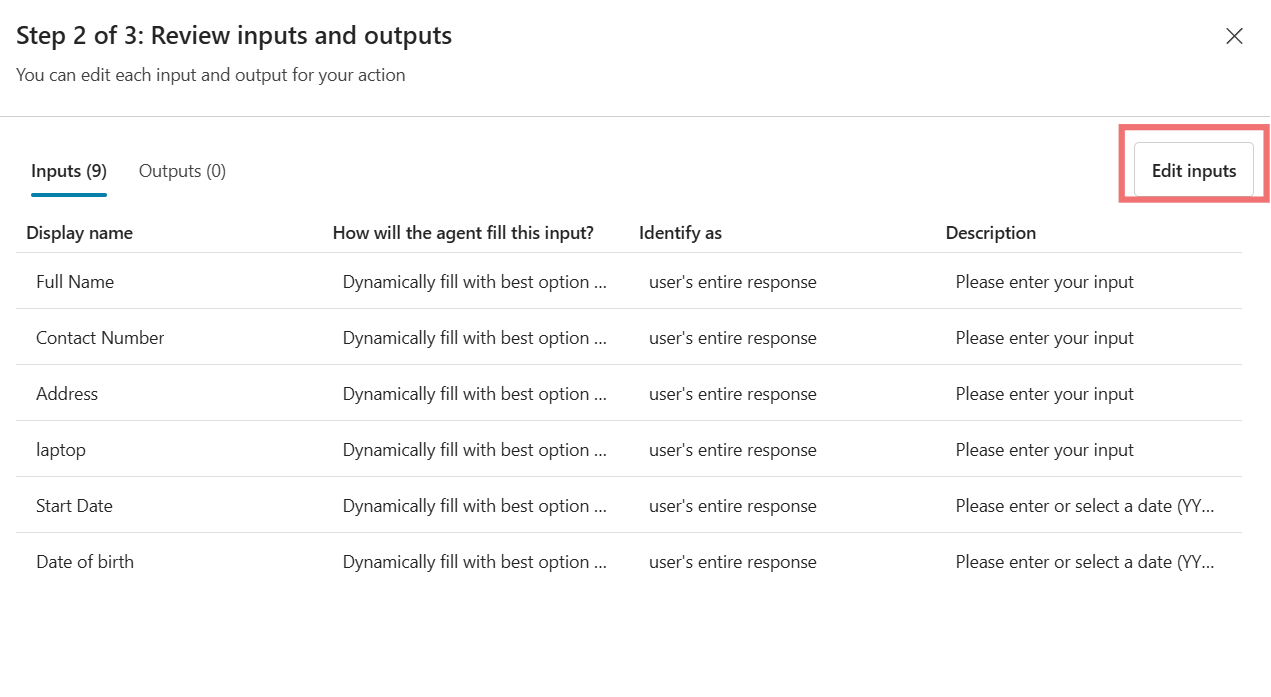 Step 2 of 3: Review inputs and outputs
You can edit each input and output for your action
Inputs (9) Outputs (0) Edit inputs
Display name How will the agent fill this input? Identify as Description
Full Name Dynamically fill with best option ... user's entire response Please enter your input
Contact Number Dynamically fill with best option ... user's entire response Please enter your input
Address Dynamically fill with best option ... user's entire response Please enter your input
laptop Dynamically fill with best option ... user's entire response Please enter your input
Start Date Dynamically fill with best option ... user's entire response Please enter or select a date (YY...
Date of birth Dynamically fill with best option ... user's entire response Please enter or select a date (YY...